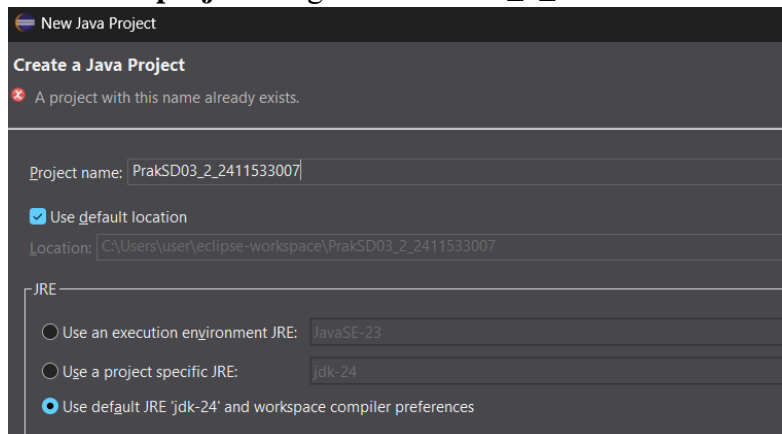 New Java Project
Create a Java Project
A project with this name already exists.
Project name: PrakSD03_2_2411533007
Use default location
Location: C:\Users\user\eclipse-workspace\PrakSD03_2_2411533007
JRE
Use an execution environment JRE: JavaSE-23
Use a project specific JRE: jdk-24
Use default JRE 'jdk-24' and workspace compiler preferences